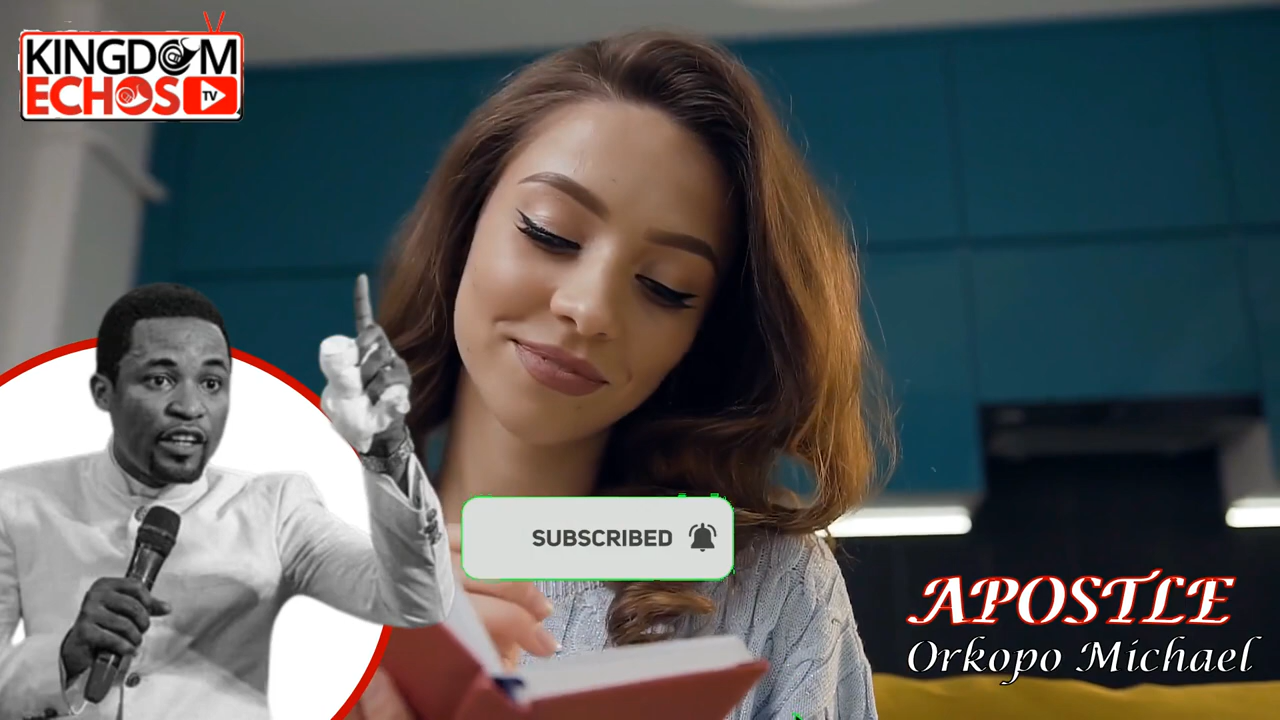 KINGDOM
ECHOS TV
SUBSCRIBED
APOSTLE
Orkopo Michael